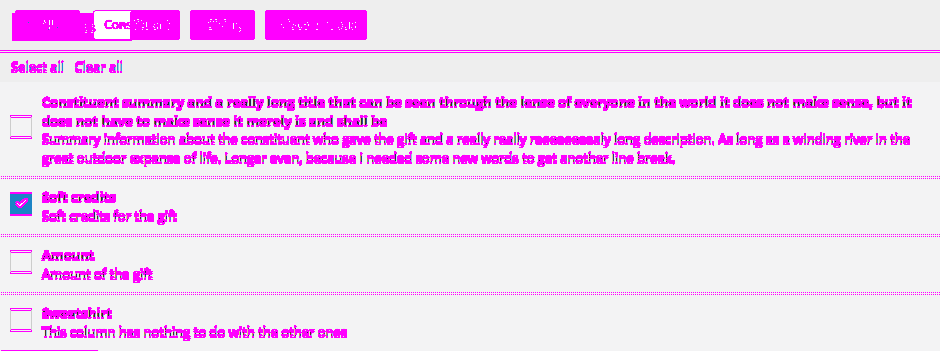 Select all Clear all
Constituent summary and a really long title that can be seen through the lense of everyone in the world it does not make sense, but it
does not have to make sense it merely is and shall be
Summary information about the constituent who gave the gift and a really really reeeeeeeaaly long description. As long as a winding river in the
great outdoor expanse of life. Longer even, because I needed some new words to get another line break.
Soft credits
Soft credits for the gift
Amount
Amount of the gift
Sweatshirt
This column has nothing to do with the other ones